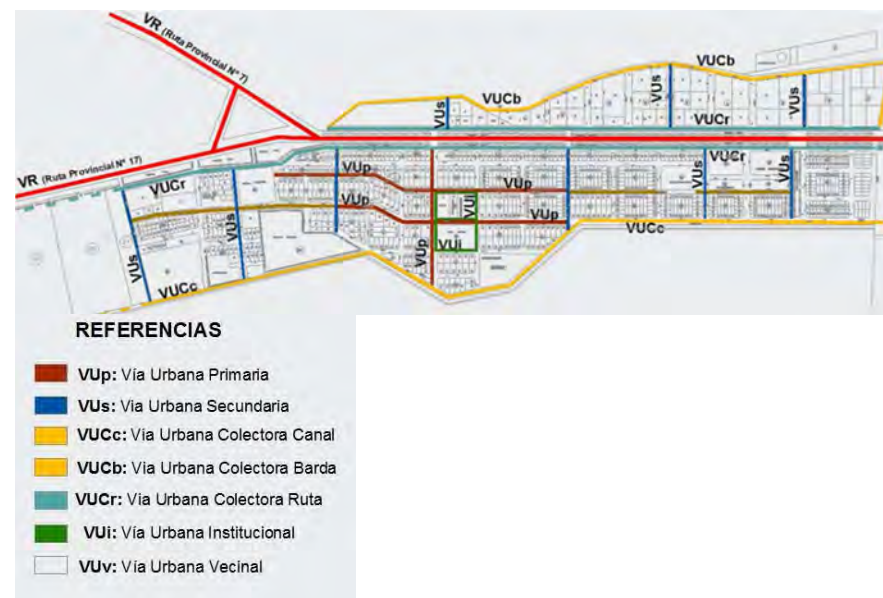 VR (Ruta Provincial Nº 7)
VUCb
VUCb
VUs
VUs
VUs
VUCr
VR (Ruta Provincial Nº 17)
VUCr
VUp
VUp
VUp
VUi
VUp
VUs
VUCr
VUs
VUs
VUs
VUp
VUi
VUCc
VUCc
REFERENCIAS
VUp: Vía Urbana Primaria
VUs: Via Urbana Secundaria
VUCc: Via Urbana Colectora Canal
VUCb: Via Urbana Colectora Barda
VUCr: Via Urbana Colectora Ruta
VUi: Vía Urbana Institucional
VUv: Vía Urbana Vecinal